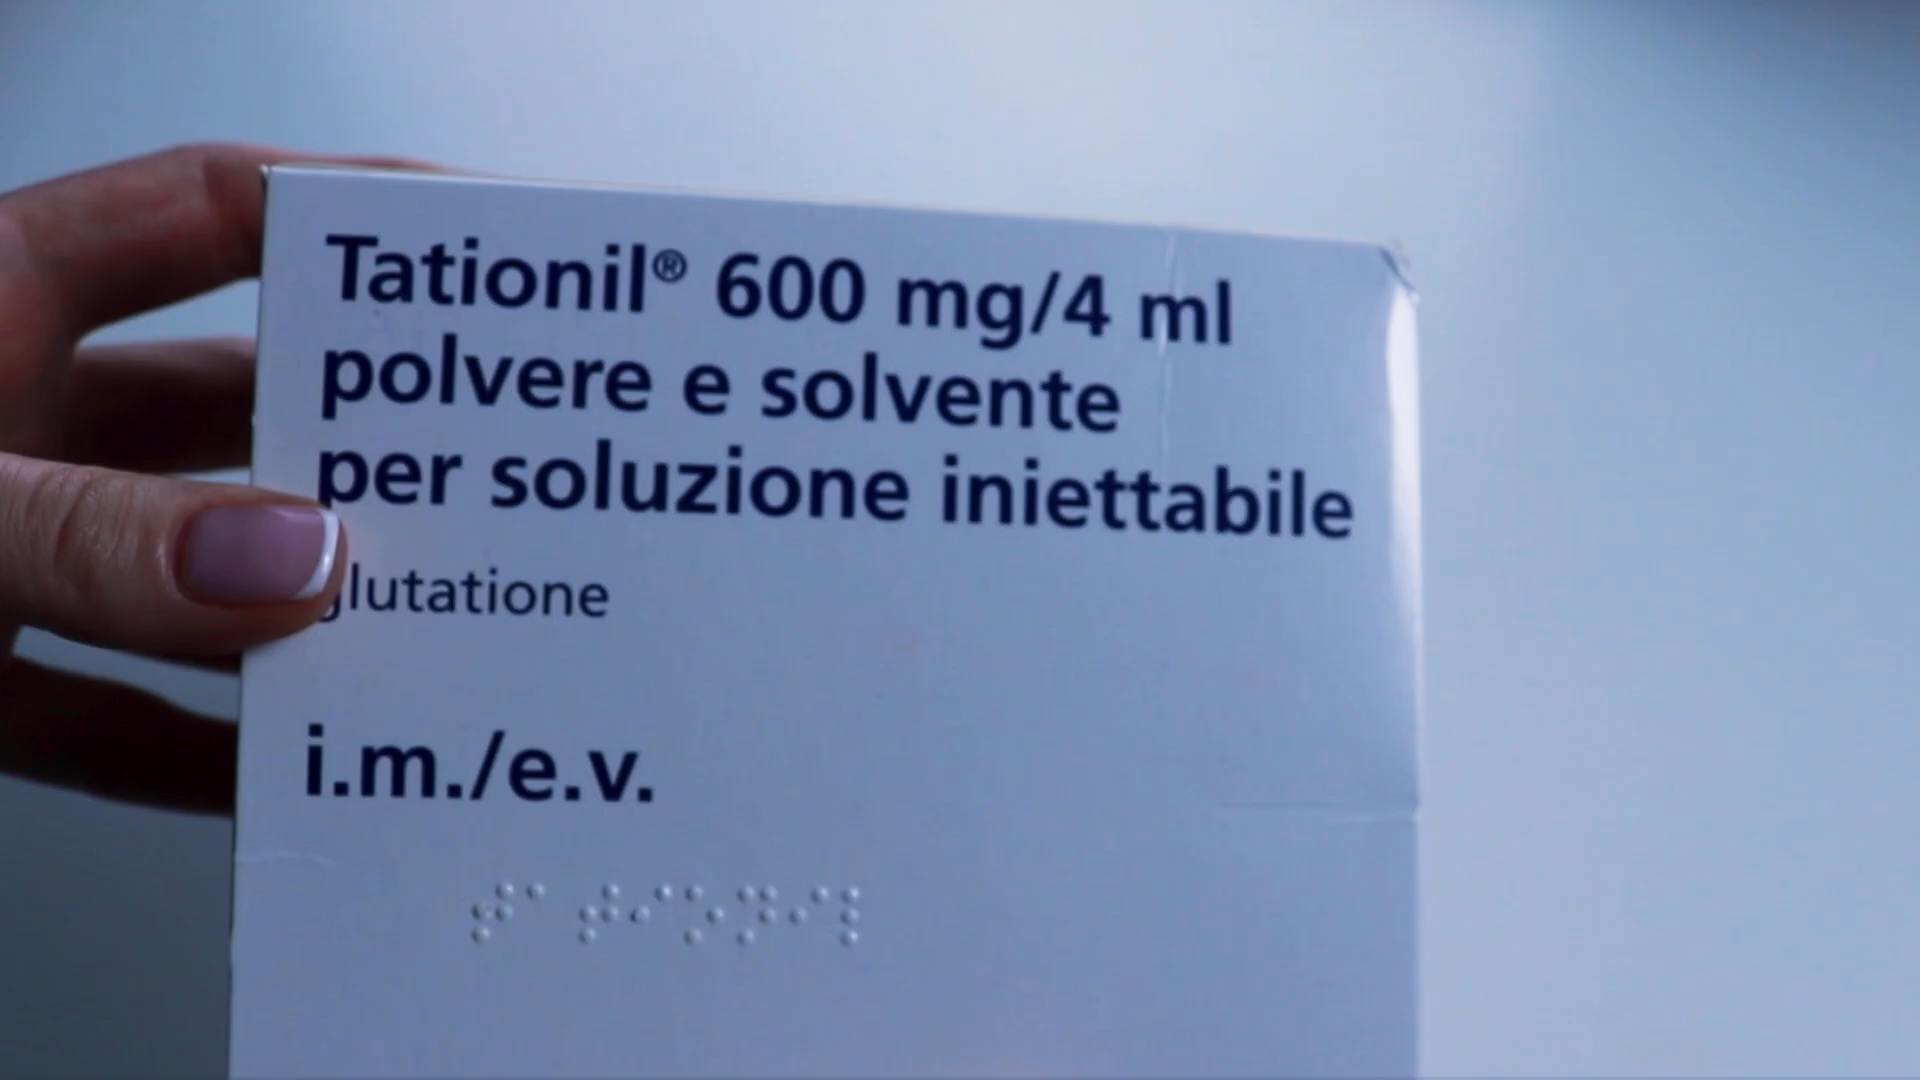 Tationil® 600 mg/4 ml
polvere e solvente
per soluzione iniettabile
glutatione
i.m./e.v.
⠞⠁⠞⠊⠕⠝⠊⠇